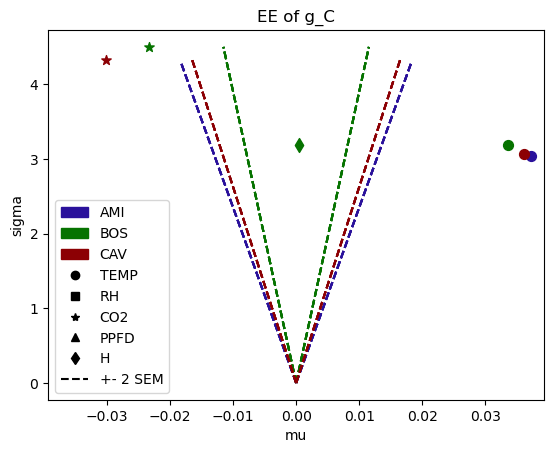 EE of g_C
sigma
4
3
2
1
0
AMI
BOS
CAV
TEMP
RH
CO2
PPFD
H
+- 2 SEM
−0.03 −0.02 −0.01 0.00 0.01 0.02 0.03
mu